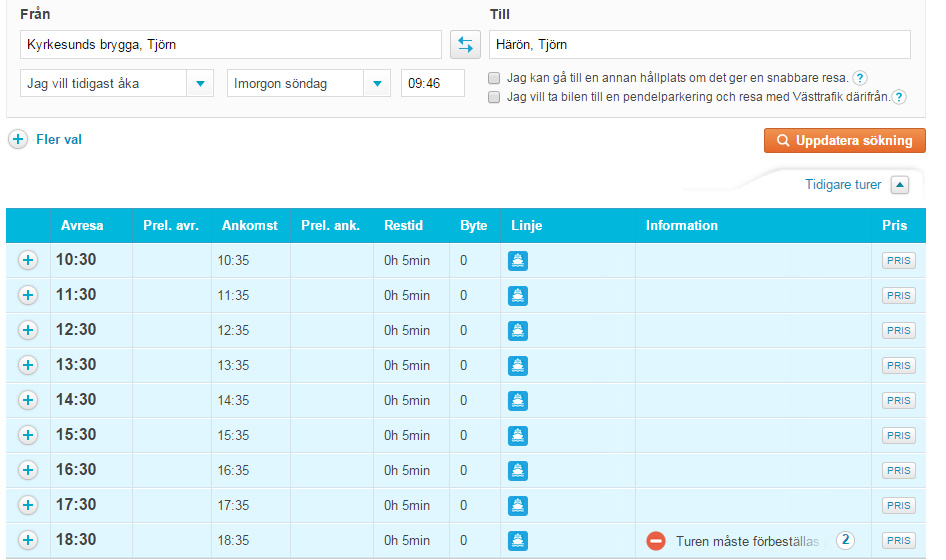 Från Till
Kyrkesunds brygga, Tjörn Härön, Tjörn
Jag vill tidigast åka Imorgon söndag 09:46 Jag kan gå till en annan hållplats om det ger en snabbare resa. ?
Jag vill ta bilen till en pendelparkering och resa med Västtrafik därifrån. ?
Fler val Uppdatera sökning
Tidigare turer
Avresa Prel. avr. Ankomst Prel. ank. Restid Byte Linje Information Pris
10:30 10:35 0h 5min 0 PRIS
11:30 11:35 0h 5min 0 PRIS
12:30 12:35 0h 5min 0 PRIS
13:30 13:35 0h 5min 0 PRIS
14:30 14:35 0h 5min 0 PRIS
15:30 15:35 0h 5min 0 PRIS
16:30 16:35 0h 5min 0 PRIS
17:30 17:35 0h 5min 0 PRIS
18:30 18:35 0h 5min 0 Turen måste förbeställas 2 PRIS